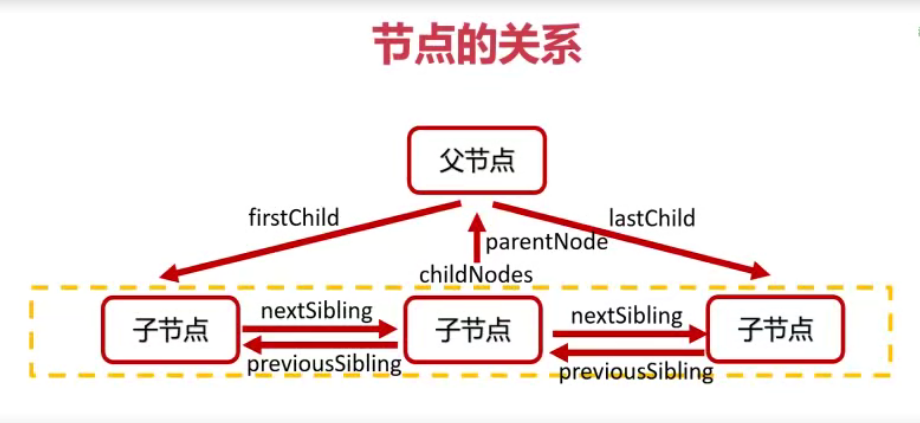 节点的关系
父节点
firstChild
lastChild
parentNode
childNodes
子节点
nextSibling
previousSibling
子节点
nextSibling
previousSibling
子节点